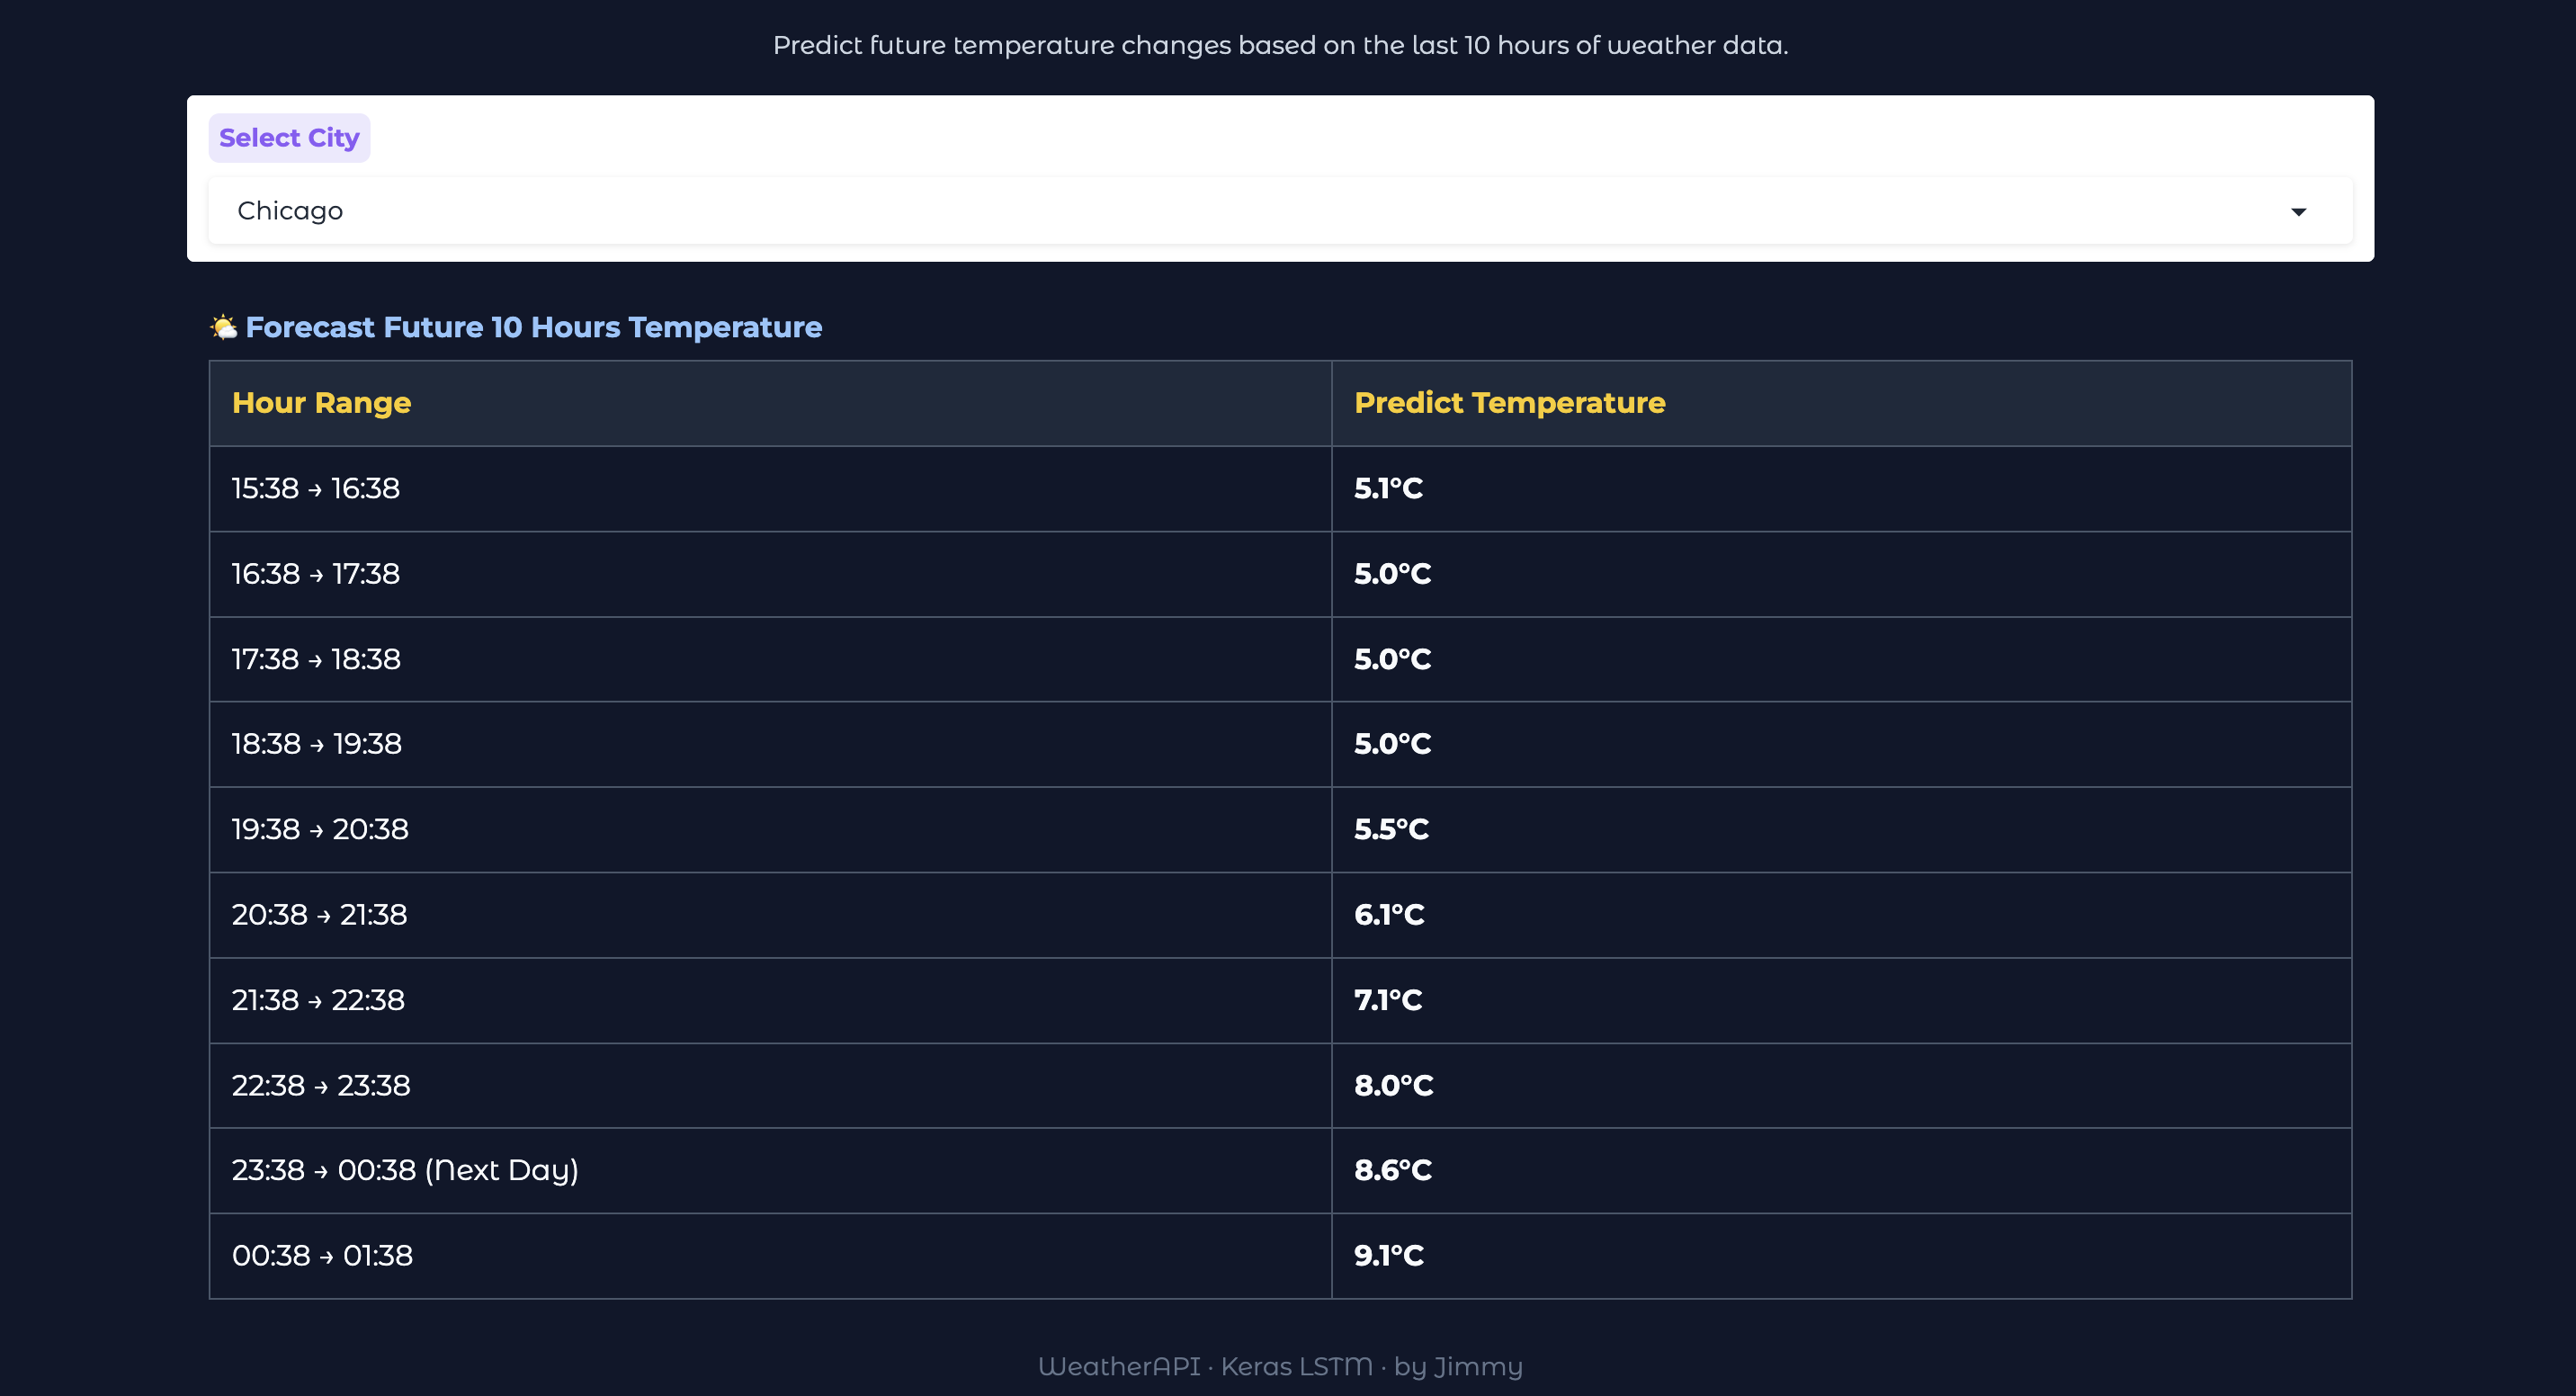 Predict future temperature changes based on the last 10 hours of weather data.
Select City
Chicago
🌤️ Forecast Future 10 Hours Temperature
Hour Range Predict Temperature
15:38 → 16:38 5.1°C
16:38 → 17:38 5.0°C
17:38 → 18:38 5.0°C
18:38 → 19:38 5.0°C
19:38 → 20:38 5.5°C
20:38 → 21:38 6.1°C
21:38 → 22:38 7.1°C
22:38 → 23:38 8.0°C
23:38 → 00:38 (Next Day) 8.6°C
00:38 → 01:38 9.1°C
WeatherAPI · Keras LSTM · by Jimmy